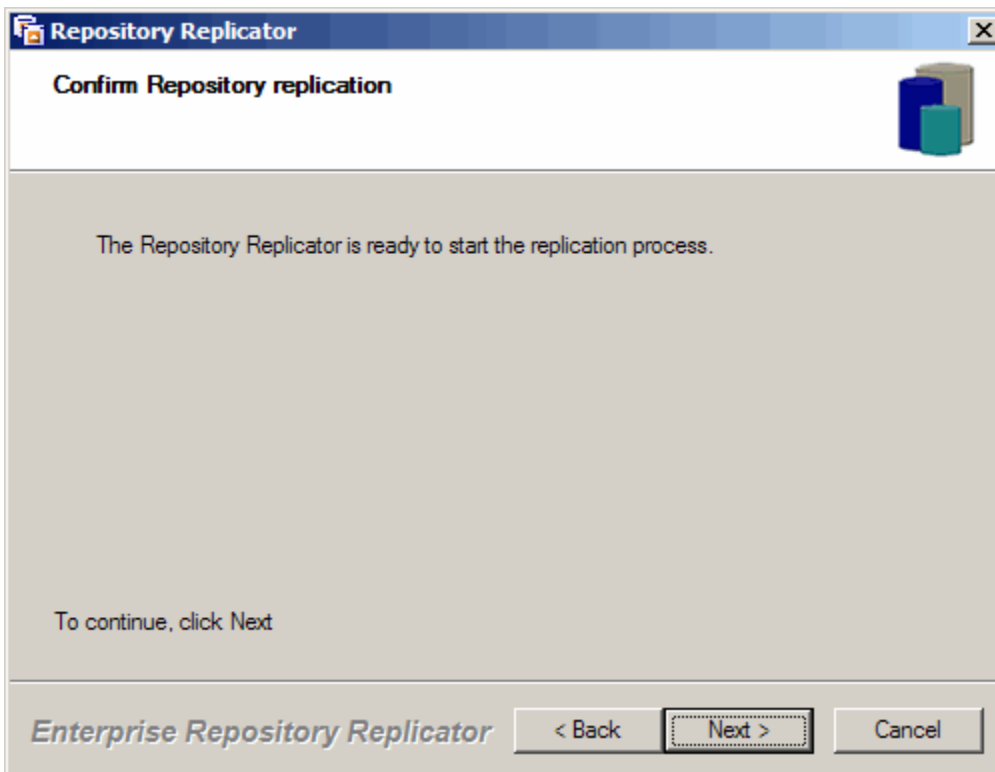 Repository Replicator
Confirm Repository replication
The Repository Replicator is ready to start the replication process.
To continue, click Next
Enterprise Repository Replicator
< Back
Next >
Cancel